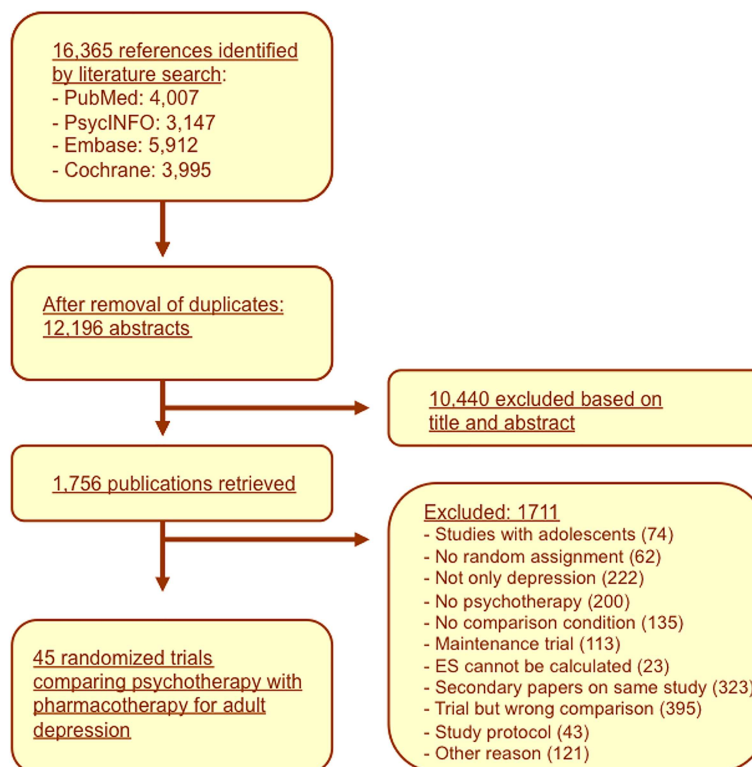 16,365 references identified
by literature search:
- PubMed: 4,007
- PsycINFO: 3,147
- Embase: 5,912
- Cochrane: 3,995
After removal of duplicates:
12,196 abstracts
10,440 excluded based on
title and abstract
1,756 publications retrieved
Excluded: 1711
- Studies with adolescents (74)
- No random assignment (62)
- Not only depression (222)
- No psychotherapy (200)
- No comparison condition (135)
- Maintenance trial (113)
- ES cannot be calculated (23)
- Secondary papers on same study (323)
- Trial but wrong comparison (395)
- Study protocol (43)
- Other reason (121)
45 randomized trials
comparing psychotherapy with
pharmacotherapy for adult
depression